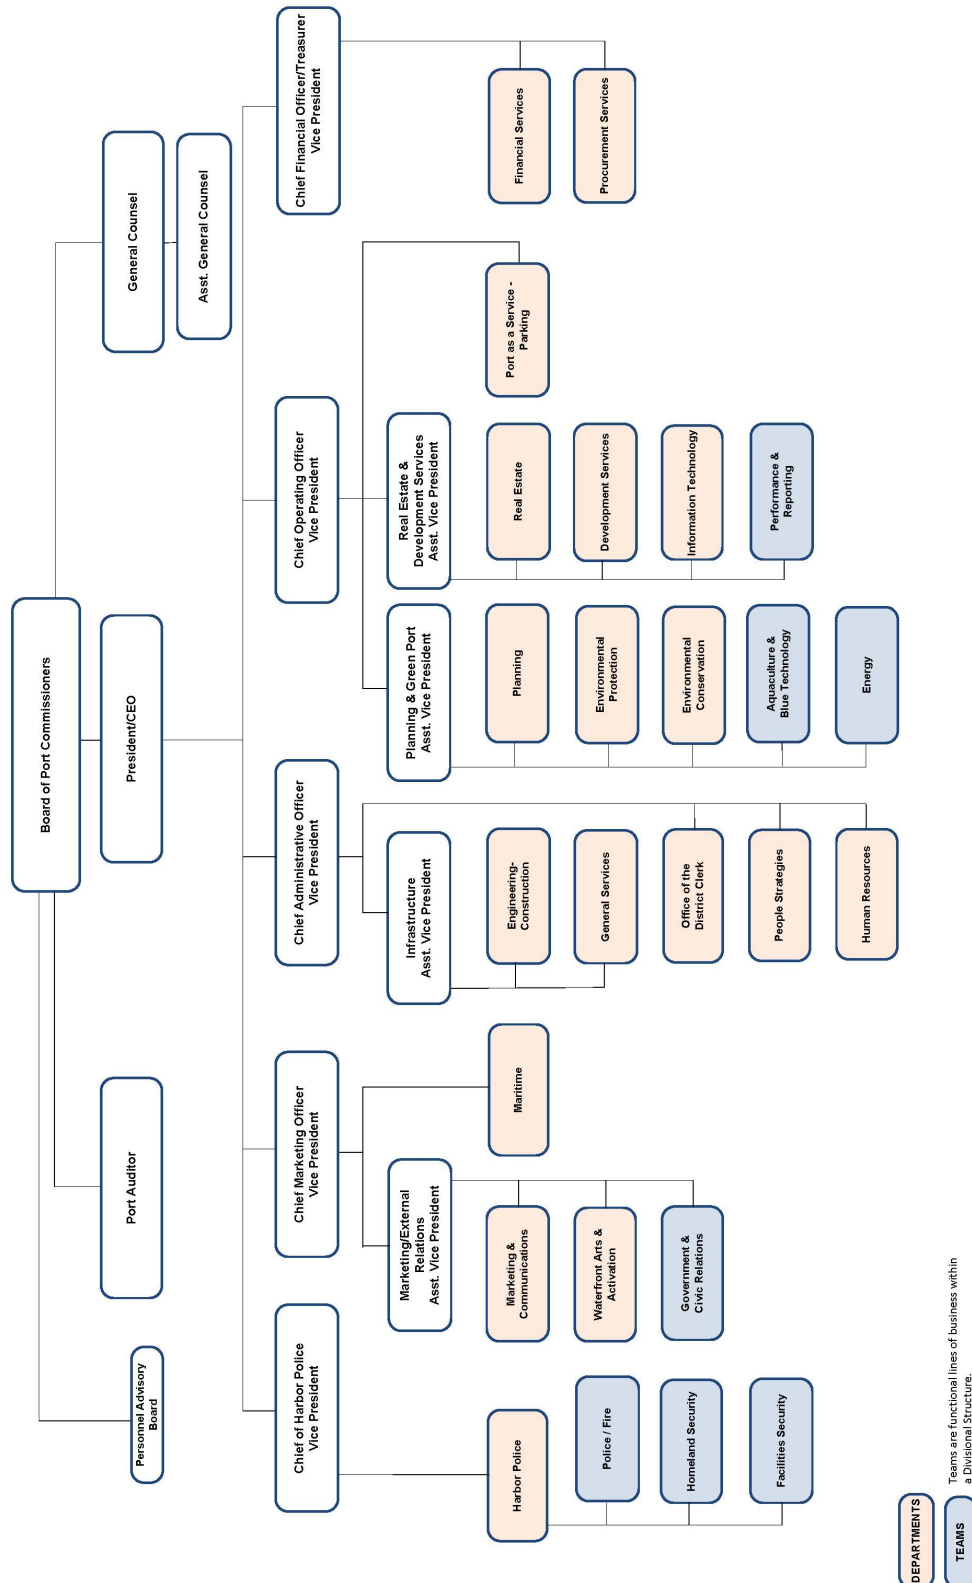 Board of Port Commissioners
Personnel Advisory
Board
Port Auditor
President/CEO
General Counsel
Asst. General Counsel
Chief of Harbor Police
Vice President
Chief Marketing Officer
Vice President
Chief Administrative Officer
Vice President
Chief Operating Officer
Vice President
Chief Financial Officer/Treasurer
Vice President
Marketing/External
Relations
Asst. Vice President
Infrastructure
Asst. Vice President
Planning & Green Port
Asst. Vice President
Real Estate &
Development Services
Asst. Vice President
Harbor Police
Police / Fire
Homeland Security
Facilities Security
Marketing &
Communications
Waterfront Arts &
Activation
Government &
Civic Relations
Maritime
Engineering-
Construction
General Services
Office of the
District Clerk
People Strategies
Human Resources
Planning
Environmental
Protection
Environmental
Conservation
Aquaculture &
Blue Technology
Energy
Real Estate
Development Services
Information Technology
Performance &
Reporting
Port as a Service -
Parking
Financial Services
Procurement Services
DEPARTMENTS
TEAMS
Teams are functional lines of business within
a Divisional Structure.